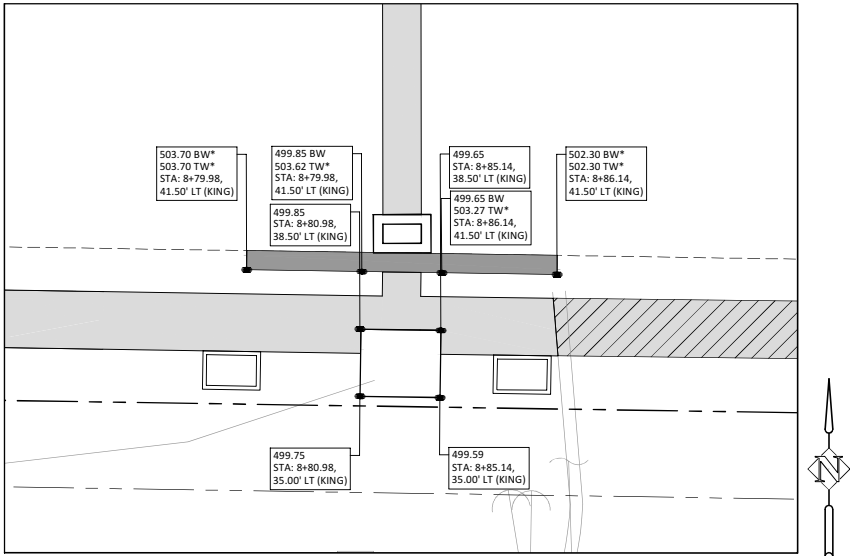 503.70 BW*
503.70 TW*
STA: 8+79.98,
41.50' LT (KING)
499.85 BW
503.62 TW*
STA: 8+79.98,
41.50' LT (KING)
499.65
STA: 8+85.14,
38.50' LT (KING)
502.30 BW*
502.30 TW*
STA: 8+86.14,
41.50' LT (KING)
499.85
STA: 8+80.98,
38.50' LT (KING)
499.65 BW
503.27 TW*
STA: 8+86.14,
41.50' LT (KING)
499.75
STA: 8+80.98,
35.00' LT (KING)
499.59
STA: 8+85.14,
35.00' LT (KING)
N